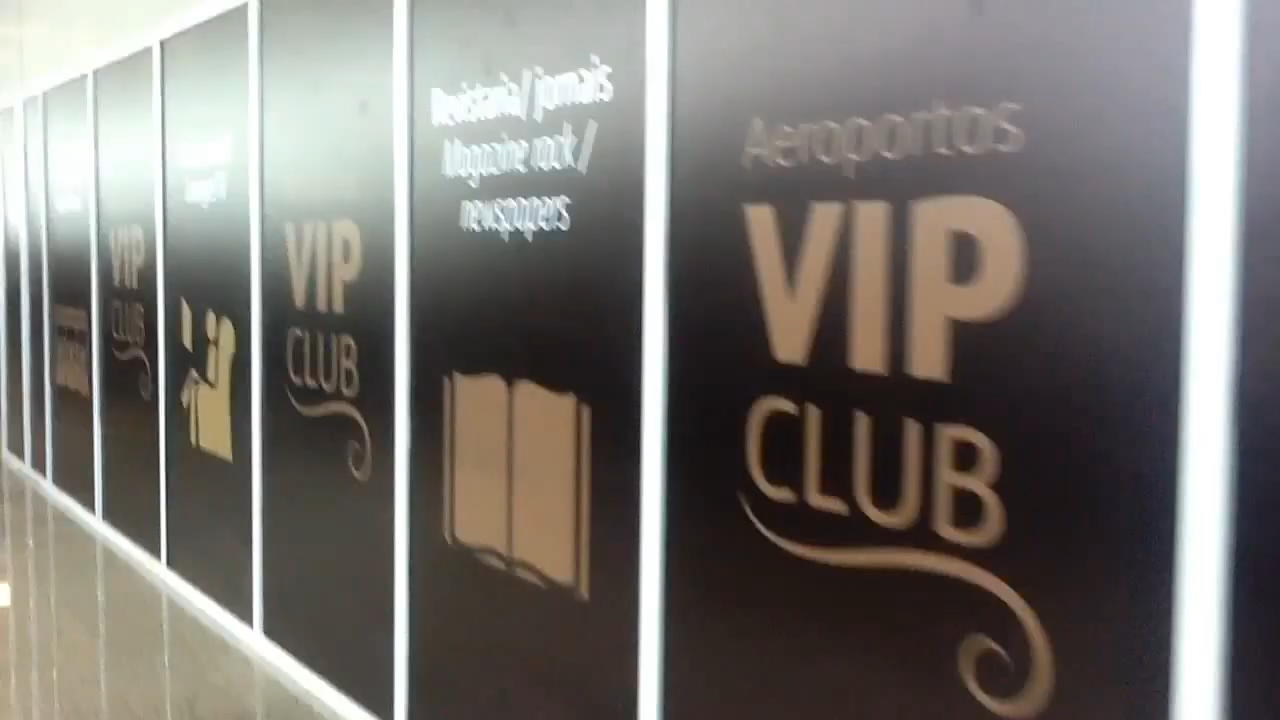 VIP
CLUB
VIP
CLUB
Revistaria/jornais
Magazine rack/
newspapers
Aeroportos
VIP
CLUB